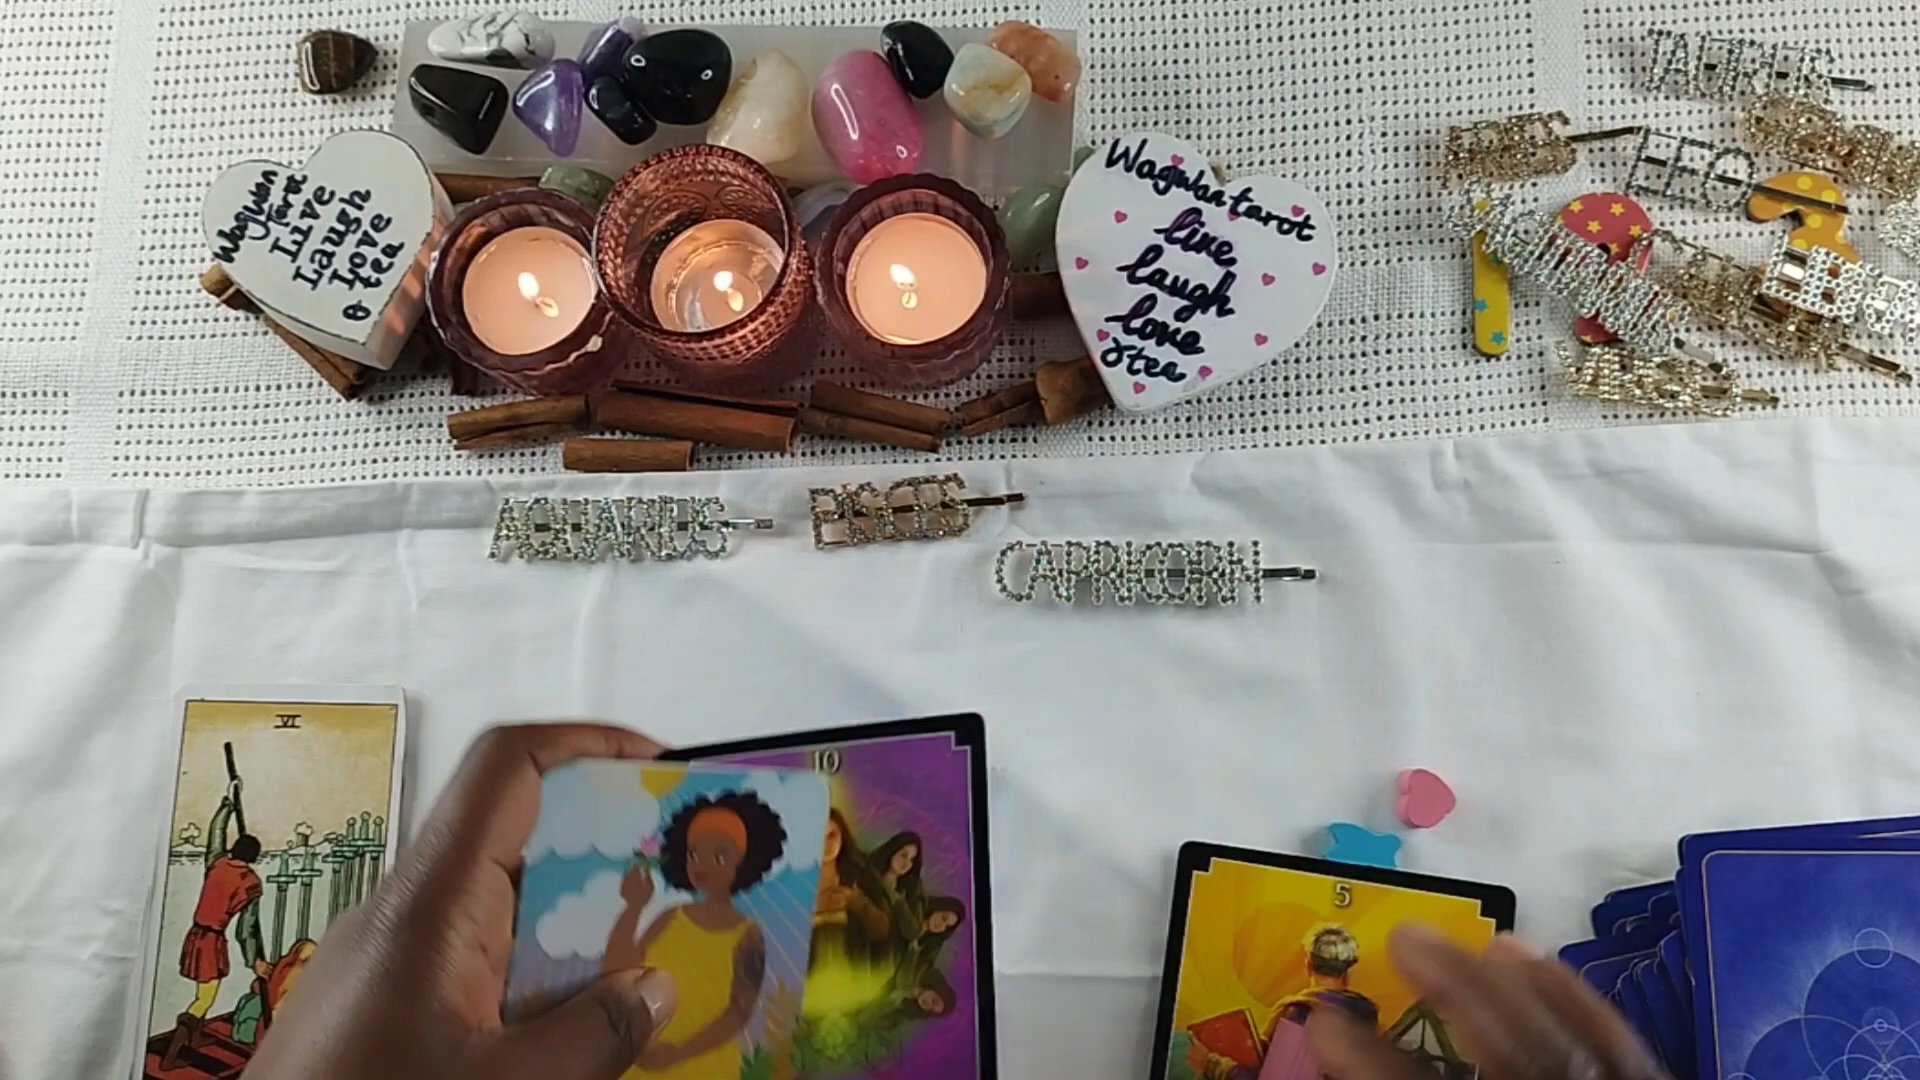 Wagwan
Tarot
Live
Laugh
Love
& tea
Wagwan tarot
live
laugh
love
& tea
TAURUS
LEO
AQUARIUS
PISCES
CAPRICORN
VI
10
5